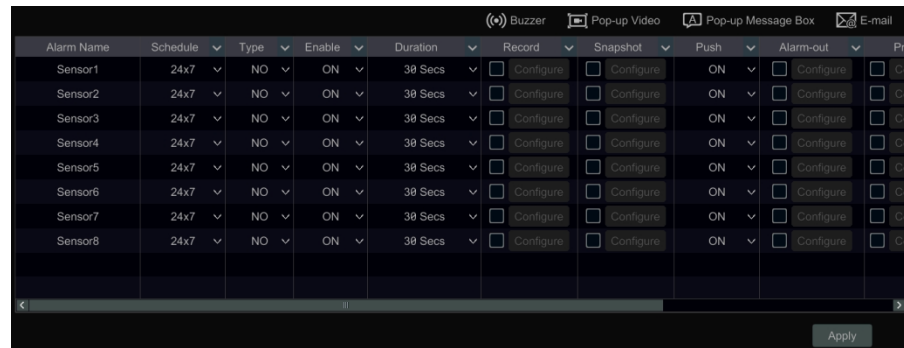 Buzzer Pop-up Video Pop-up Message Box E-mail
Alarm Name Schedule Type Enable Duration Record Snapshot Push Alarm-out Pr
Sensor1 24x7 NO ON 30 Secs Configure Configure ON Configure C
Sensor2 24x7 NO ON 30 Secs Configure Configure ON Configure C
Sensor3 24x7 NO ON 30 Secs Configure Configure ON Configure C
Sensor4 24x7 NO ON 30 Secs Configure Configure ON Configure C
Sensor5 24x7 NO ON 30 Secs Configure Configure ON Configure C
Sensor6 24x7 NO ON 30 Secs Configure Configure ON Configure C
Sensor7 24x7 NO ON 30 Secs Configure Configure ON Configure C
Sensor8 24x7 NO ON 30 Secs Configure Configure ON Configure C
Apply